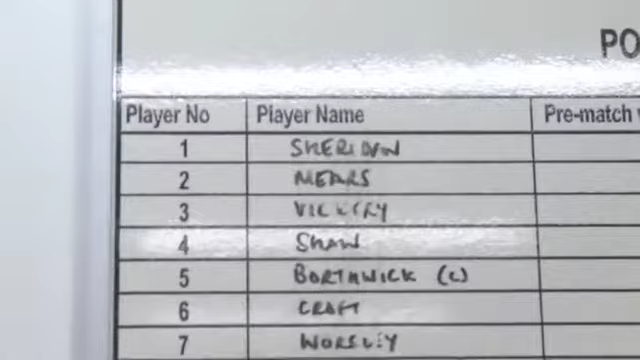 PO
Player No Player Name Pre-match
1 SHERIDAN
2 MEARS
3 VICKERY
4 SHAW
5 BORTHWICK (C)
6 CROFT
7 WORSLEY